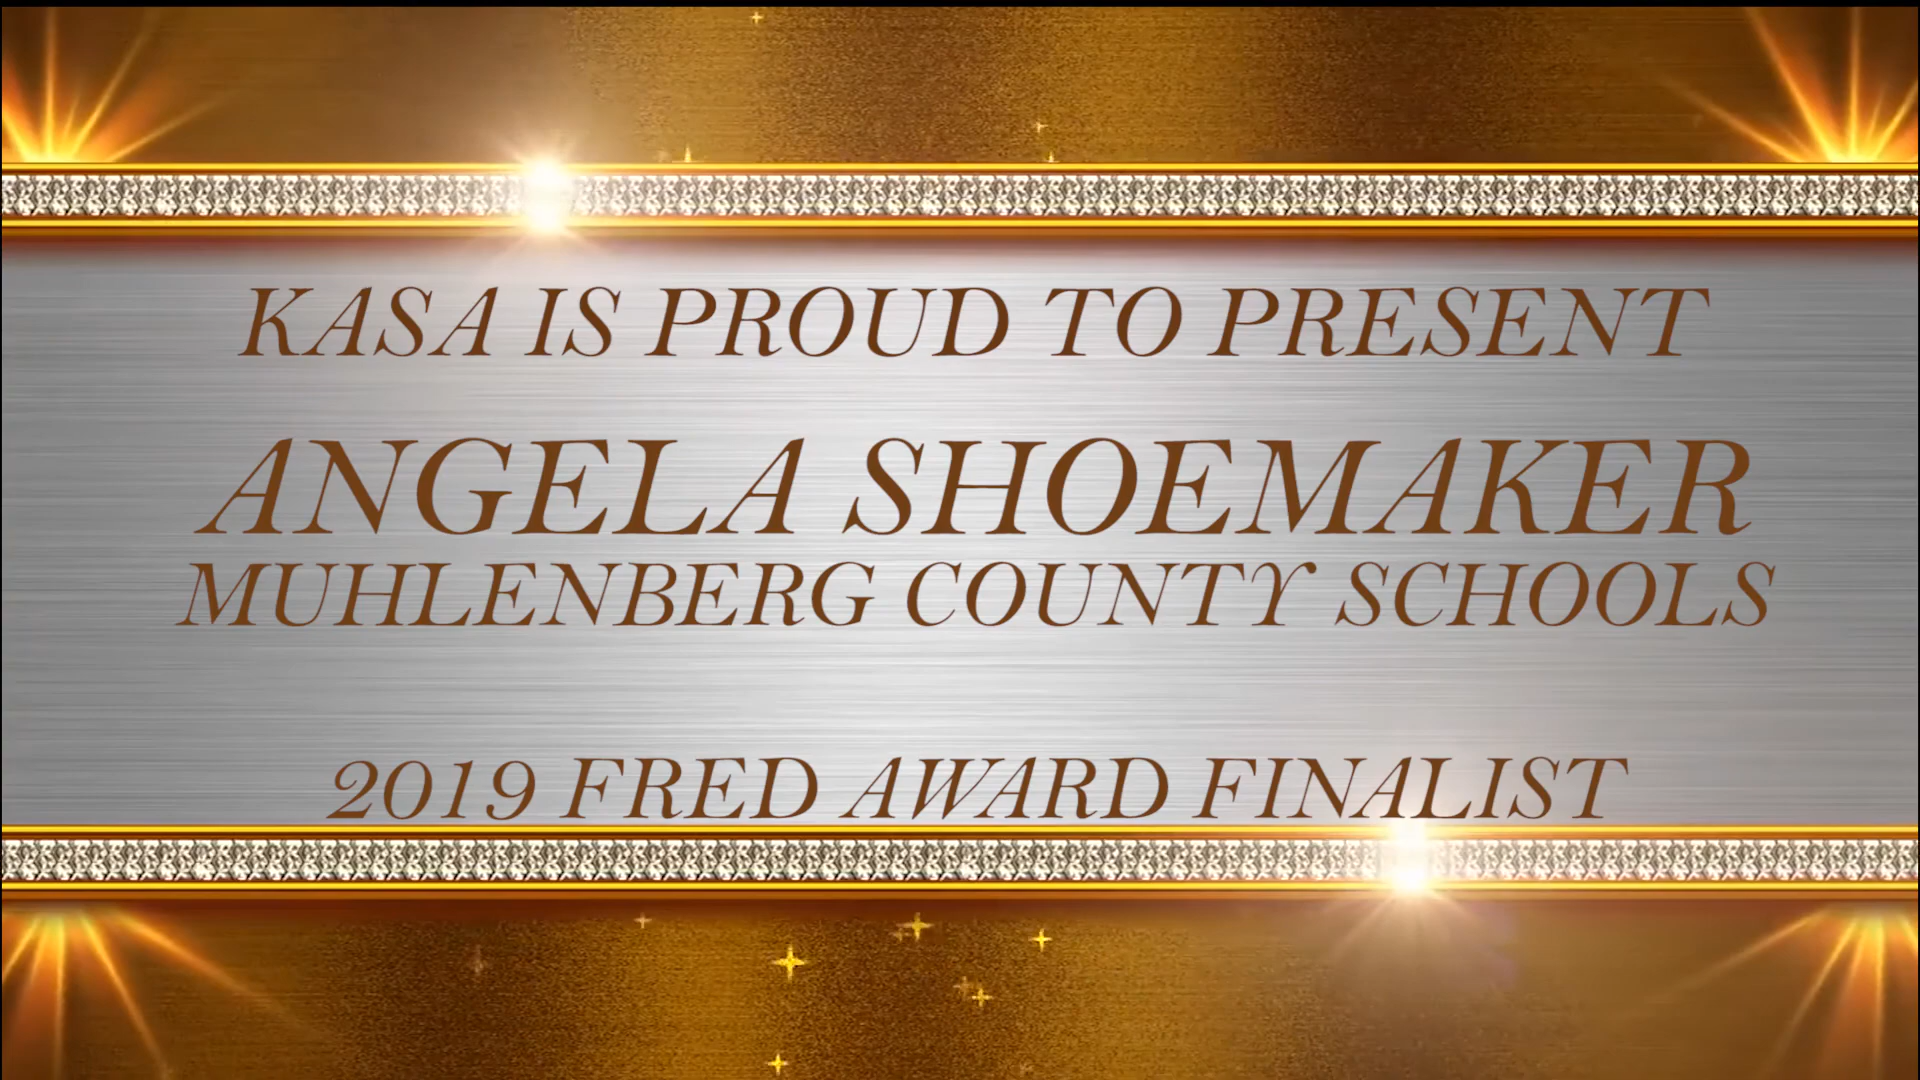 KASA IS PROUD TO PRESENT
ANGELA SHOEMAKER
MUHLENBERG COUNTY SCHOOLS
2019 FRED AWARD FINALIST